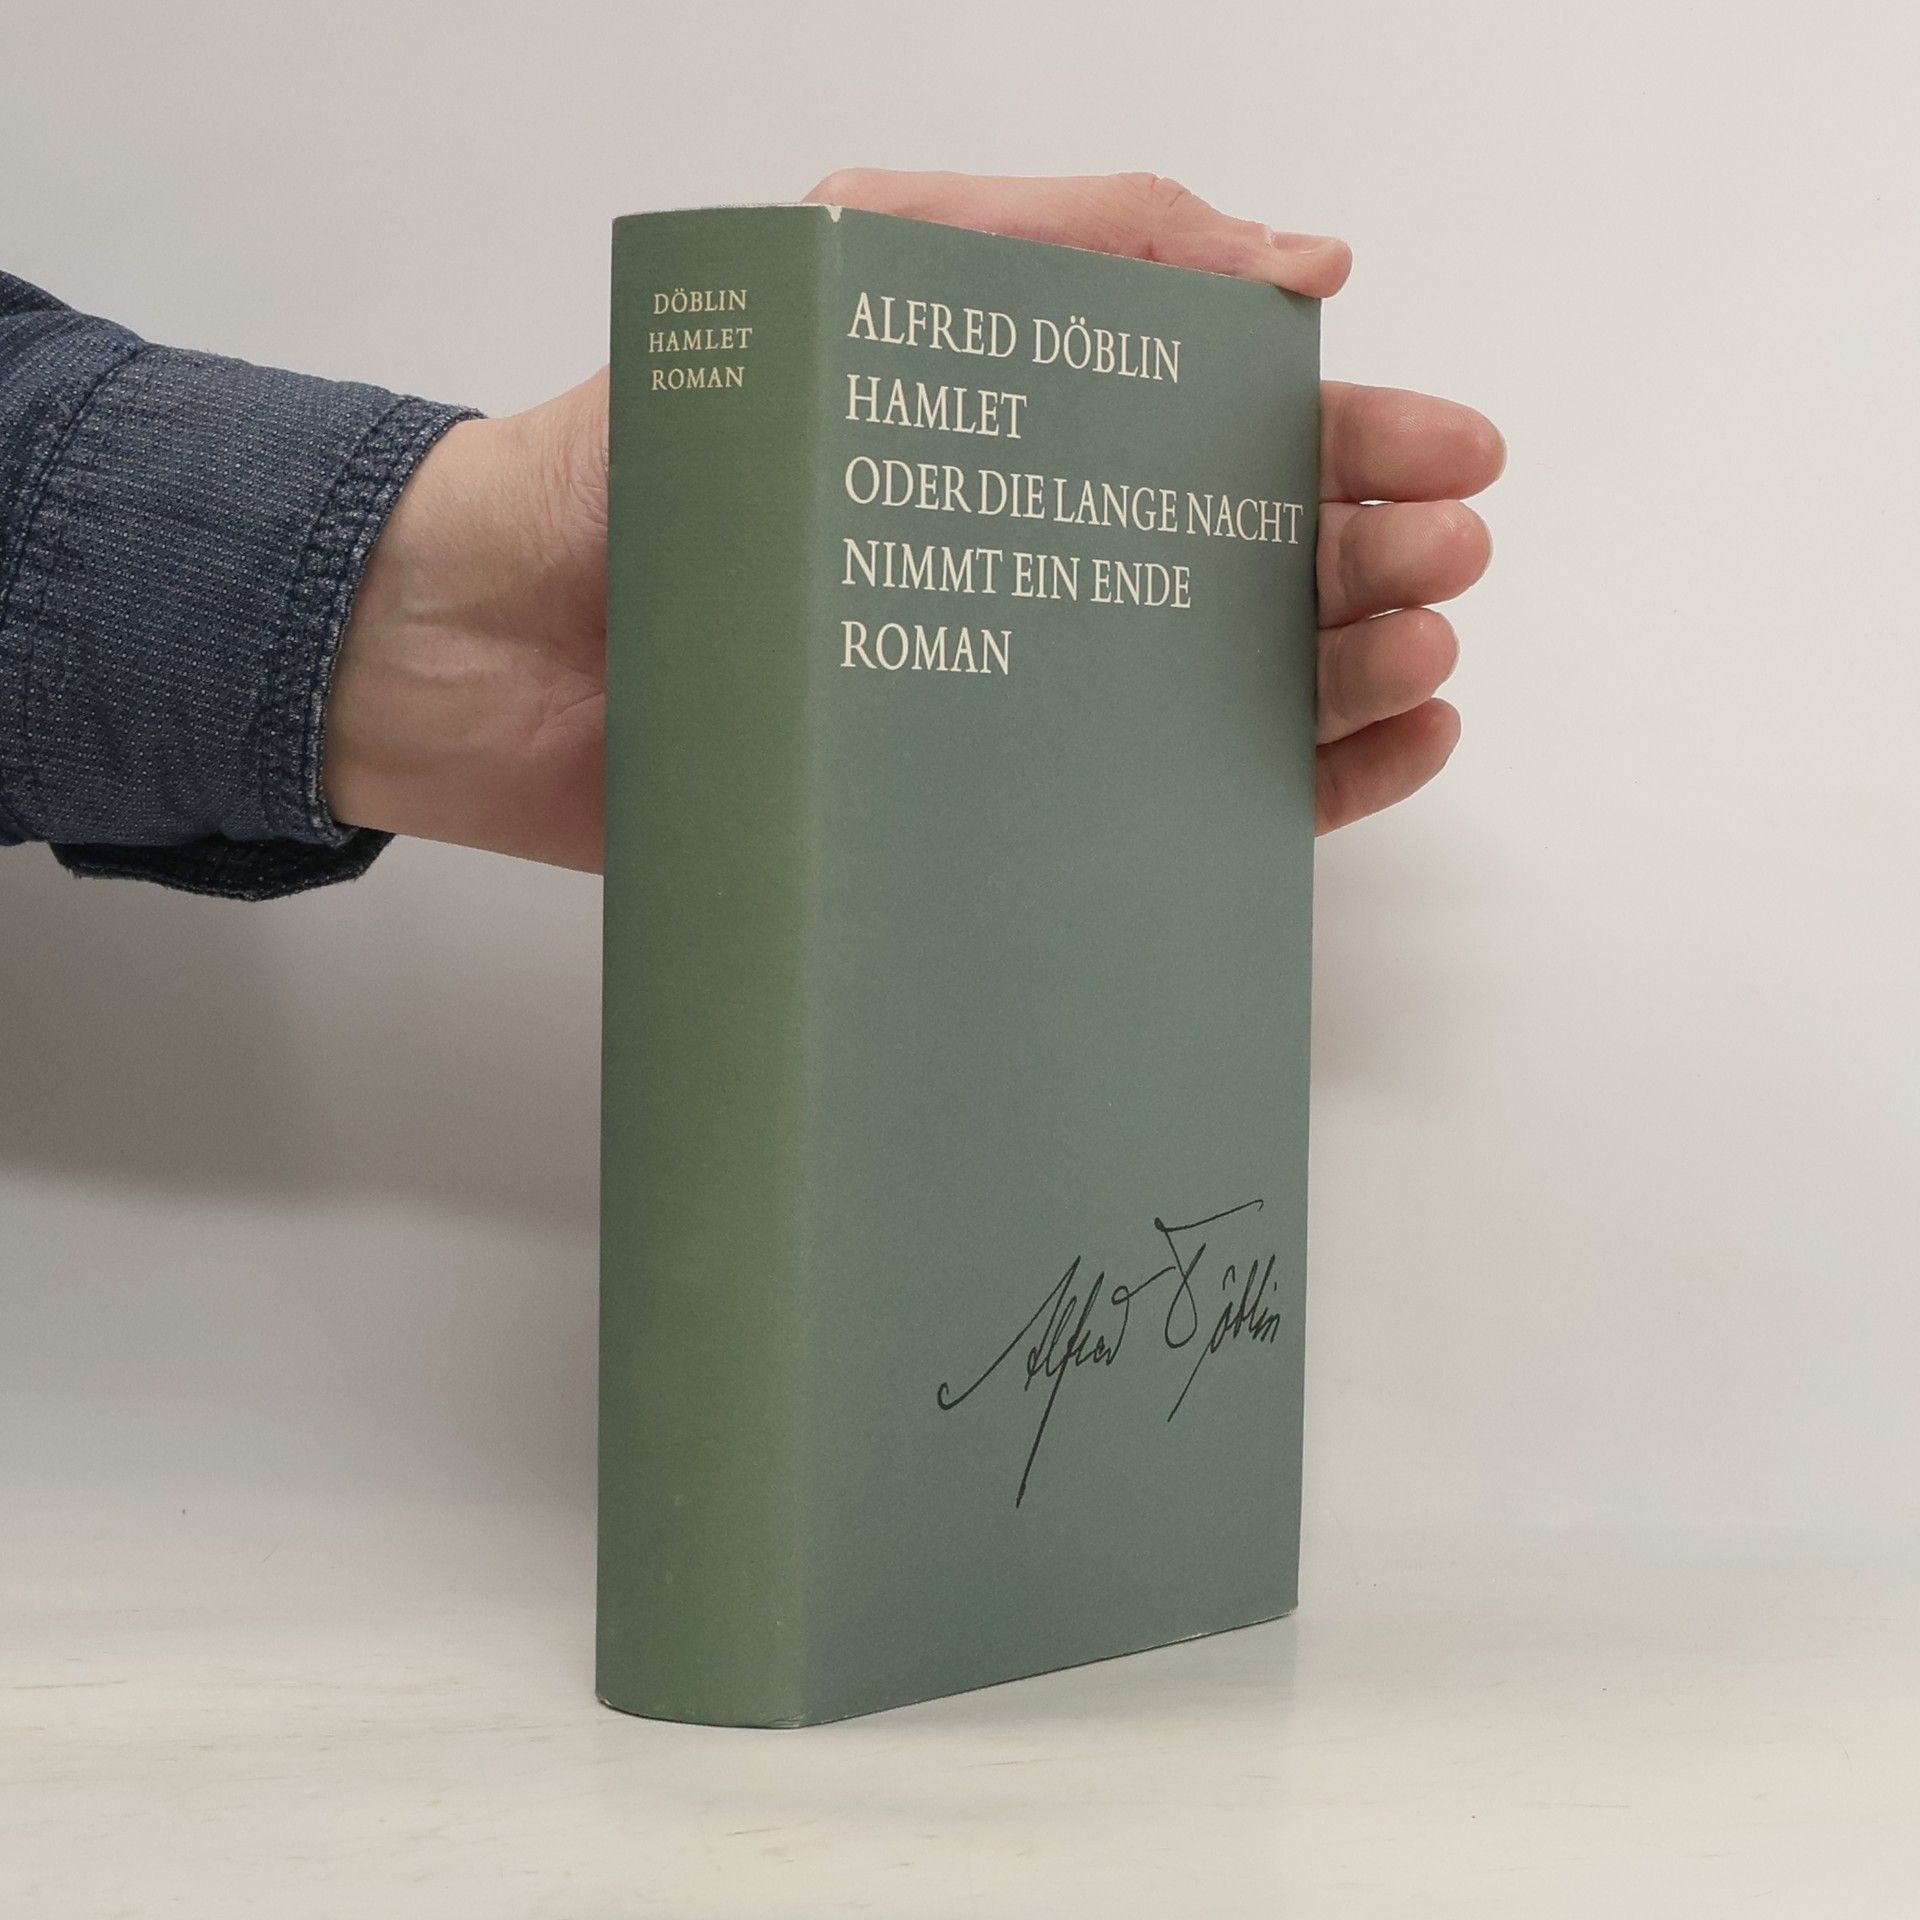 DÖBLIN
HAMLET
ROMAN
ALFRED DÖBLIN
HAMLET
ODER DIE LANGE NACHT
NIMMT EIN ENDE
ROMAN
Alfred Döblin